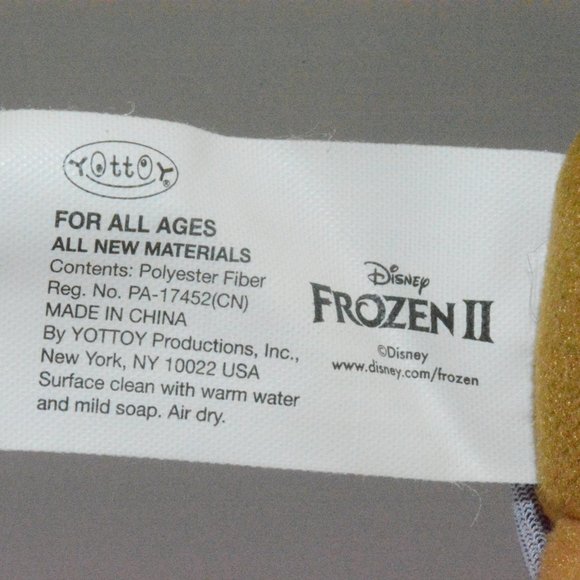 YOttOY
FOR ALL AGES
ALL NEW MATERIALS
Contents: Polyester Fiber
Reg. No. PA-17452(CN)
MADE IN CHINA
By YOTTOY Productions, Inc.,
New York, NY 10022 USA
Surface clean with warm water
and mild soap. Air dry.
Disney
FROZEN II
©Disney
www.disney.com/frozen